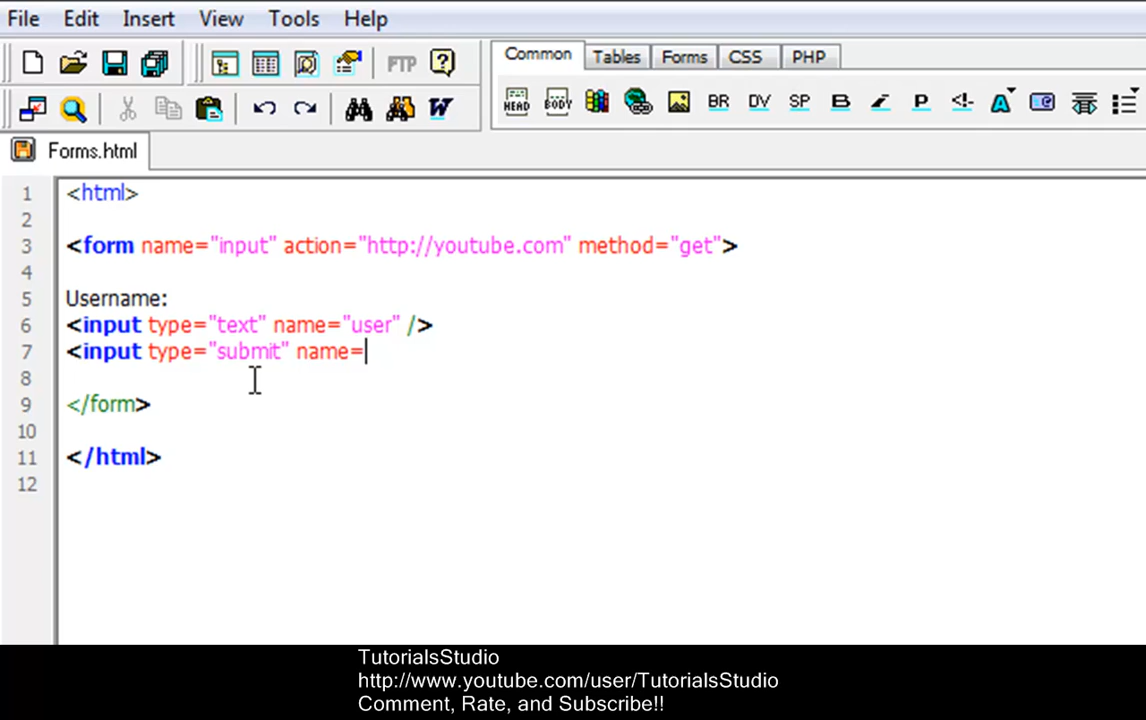 File Edit Insert View Tools Help
Common Tables Forms CSS PHP
FTP ?
HEAD BODY BR DV SP B P <!- A
W
Forms.html
1 <html>
2
3 <form name="input" action="http://youtube.com" method="get">
4
5 Username:
6 <input type="text" name="user" />
7 <input type="submit" name=
8
9 </form>
10
11 </html>
12
TutorialsStudio
http://www.youtube.com/user/TutorialsStudio
Comment, Rate, and Subscribe!!